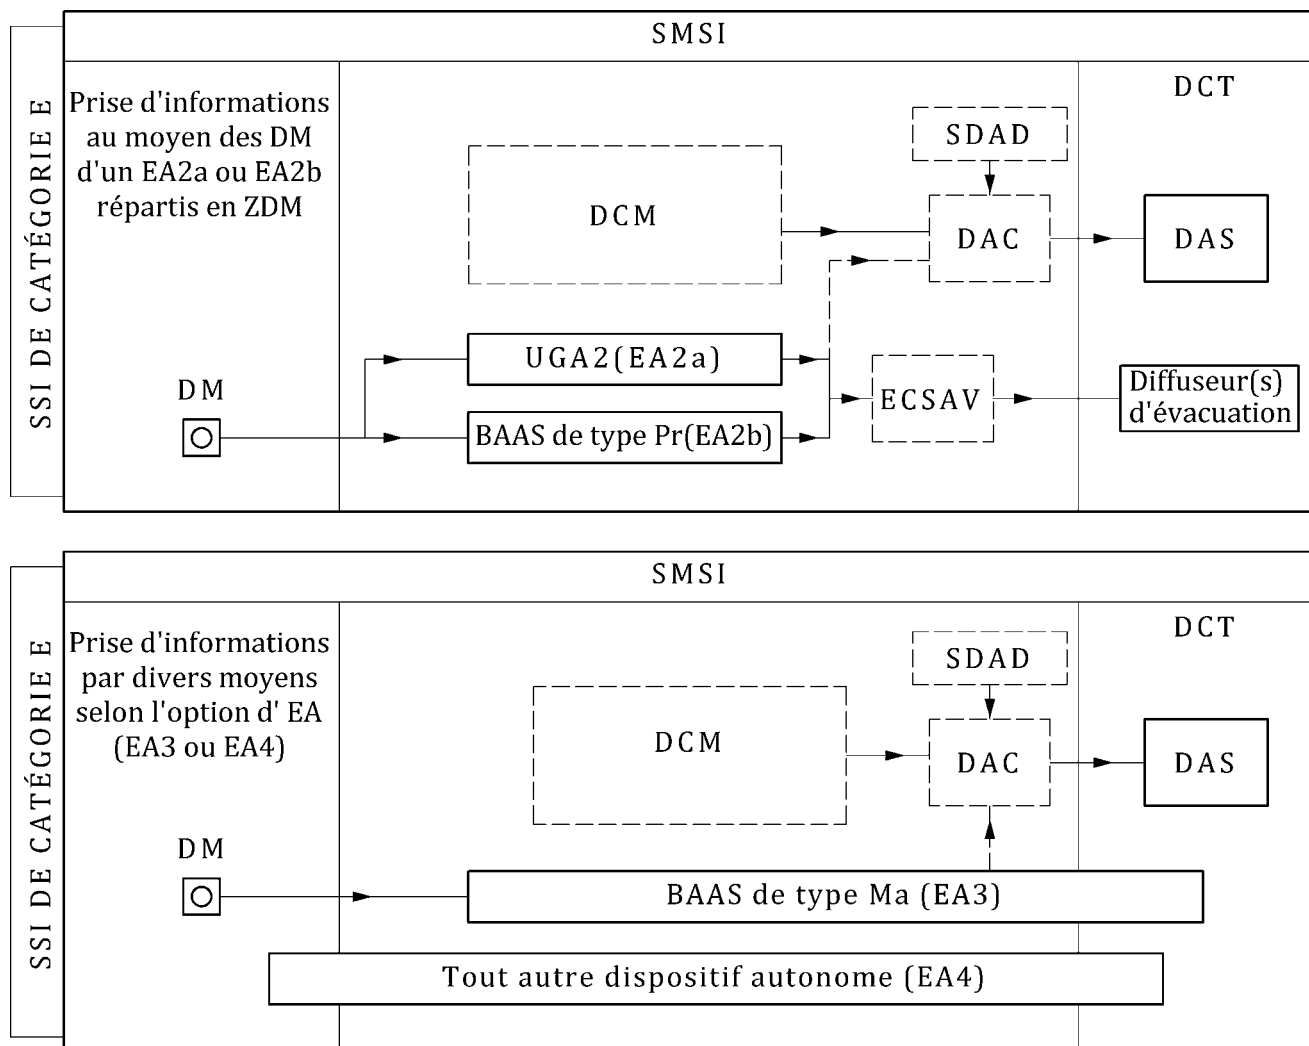 SMSI
SSI DE CATÉGORIE E
Prise d'informations
au moyen des DM
d'un EA2a ou EA2b
répartis en ZDM
DCT
SDAD
DCM
DAC
DAS
UGA2(EA2a)
DM
ECSAV
Diffuseur(s)
d'évacuation
BAAS de type Pr(EA2b)
SMSI
SSI DE CATÉGORIE E
Prise d'informations
par divers moyens
selon l'option d' EA
(EA3 ou EA4)
DCT
SDAD
DCM
DAC
DAS
DM
BAAS de type Ma (EA3)
Tout autre dispositif autonome (EA4)